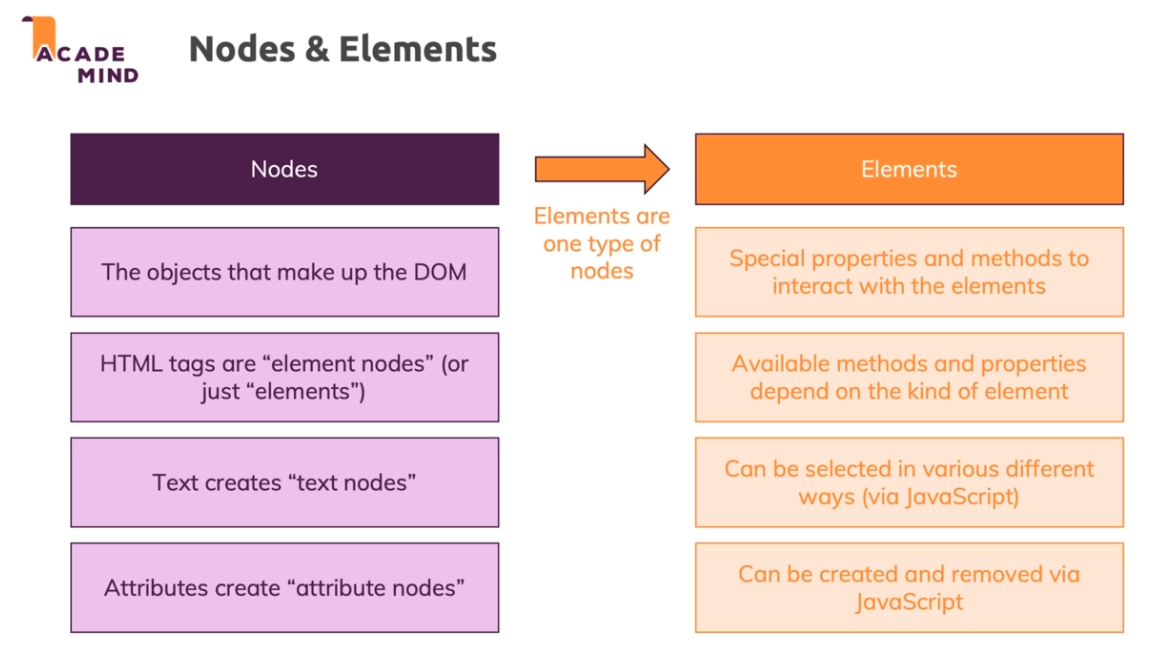 ACADE
MIND
Nodes & Elements
Nodes
The objects that make up the DOM
HTML tags are “element nodes” (or
just “elements”)
Text creates “text nodes”
Attributes create “attribute nodes”
Elements are
one type of
nodes
Elements
Special properties and methods to
interact with the elements
Available methods and properties
depend on the kind of element
Can be selected in various different
ways (via JavaScript)
Can be created and removed via
JavaScript